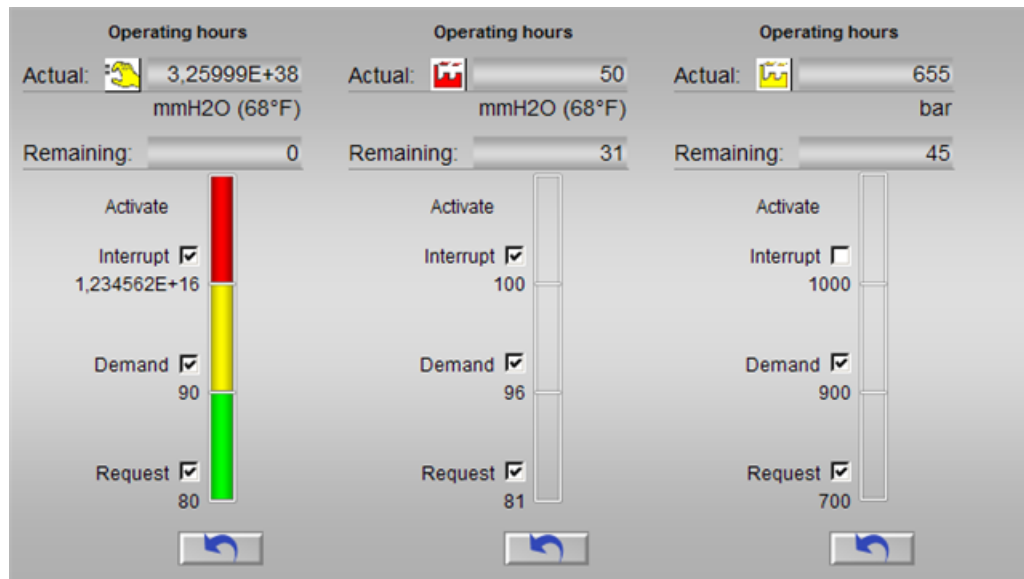 Operating hours
Actual: 3,25999E+38
mmH2O (68°F)
Remaining: 0
Activate
Interrupt
1,234562E+16
Demand
90
Request
80
Operating hours
Actual: 50
mmH2O (68°F)
Remaining: 31
Activate
Interrupt
100
Demand
96
Request
81
Operating hours
Actual: 655
bar
Remaining: 45
Activate
Interrupt
1000
Demand
900
Request
700